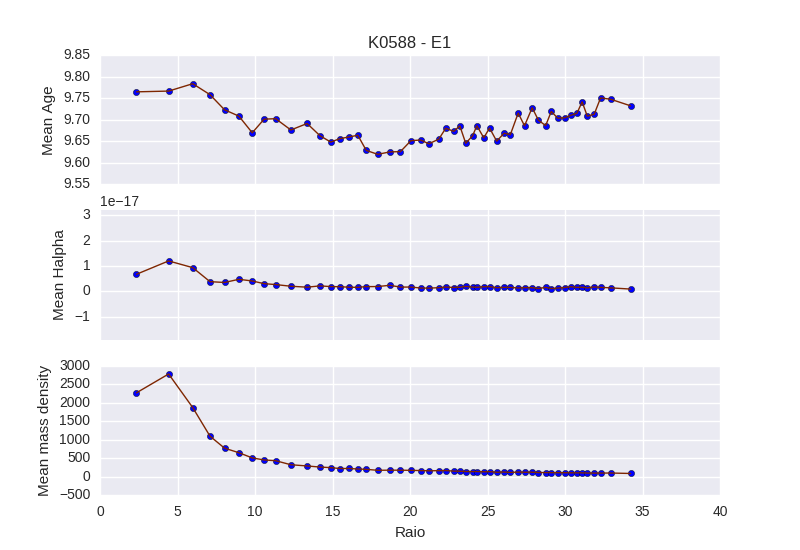 K0588 - E1
9.85
9.80
9.75
9.70
9.65
9.60
9.55
Mean Age
1e−17
3
2
1
0
−1
Mean Halpha
3000
2500
2000
1500
1000
500
0
−500
Mean mass density
0 5 10 15 20 25 30 35 40
Raio